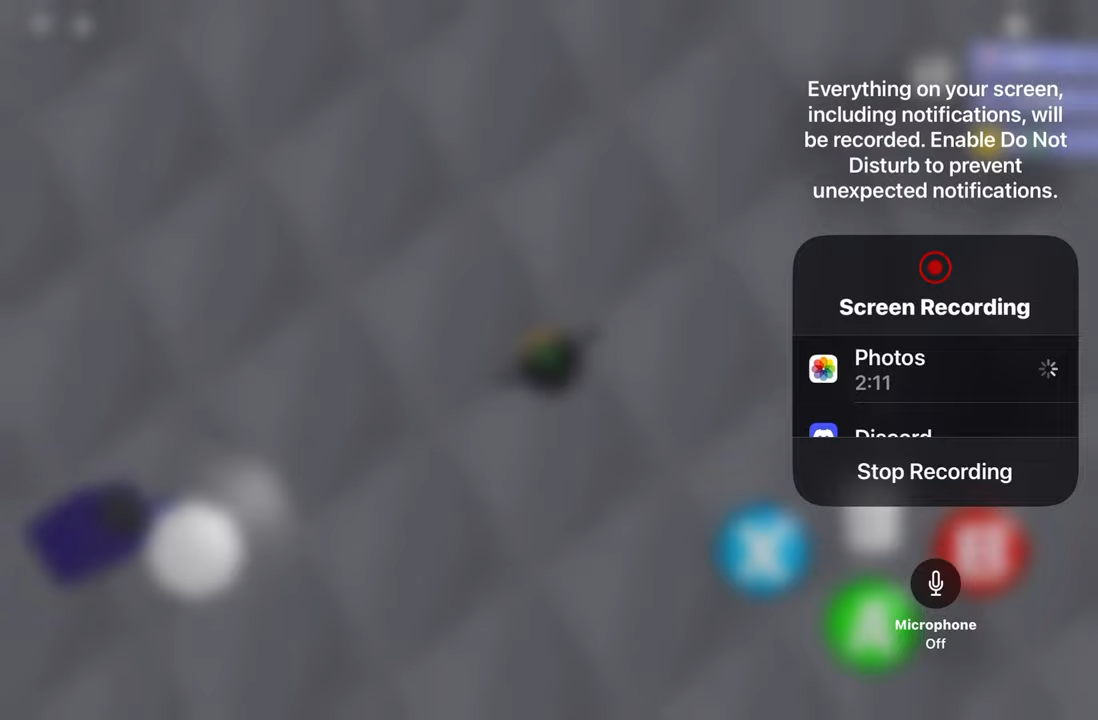 Everything on your screen,
including notifications, will
be recorded. Enable Do Not
Disturb to prevent
unexpected notifications.
Screen Recording
Photos
2:11
Discord
Stop Recording
X
B
A
Microphone
Off